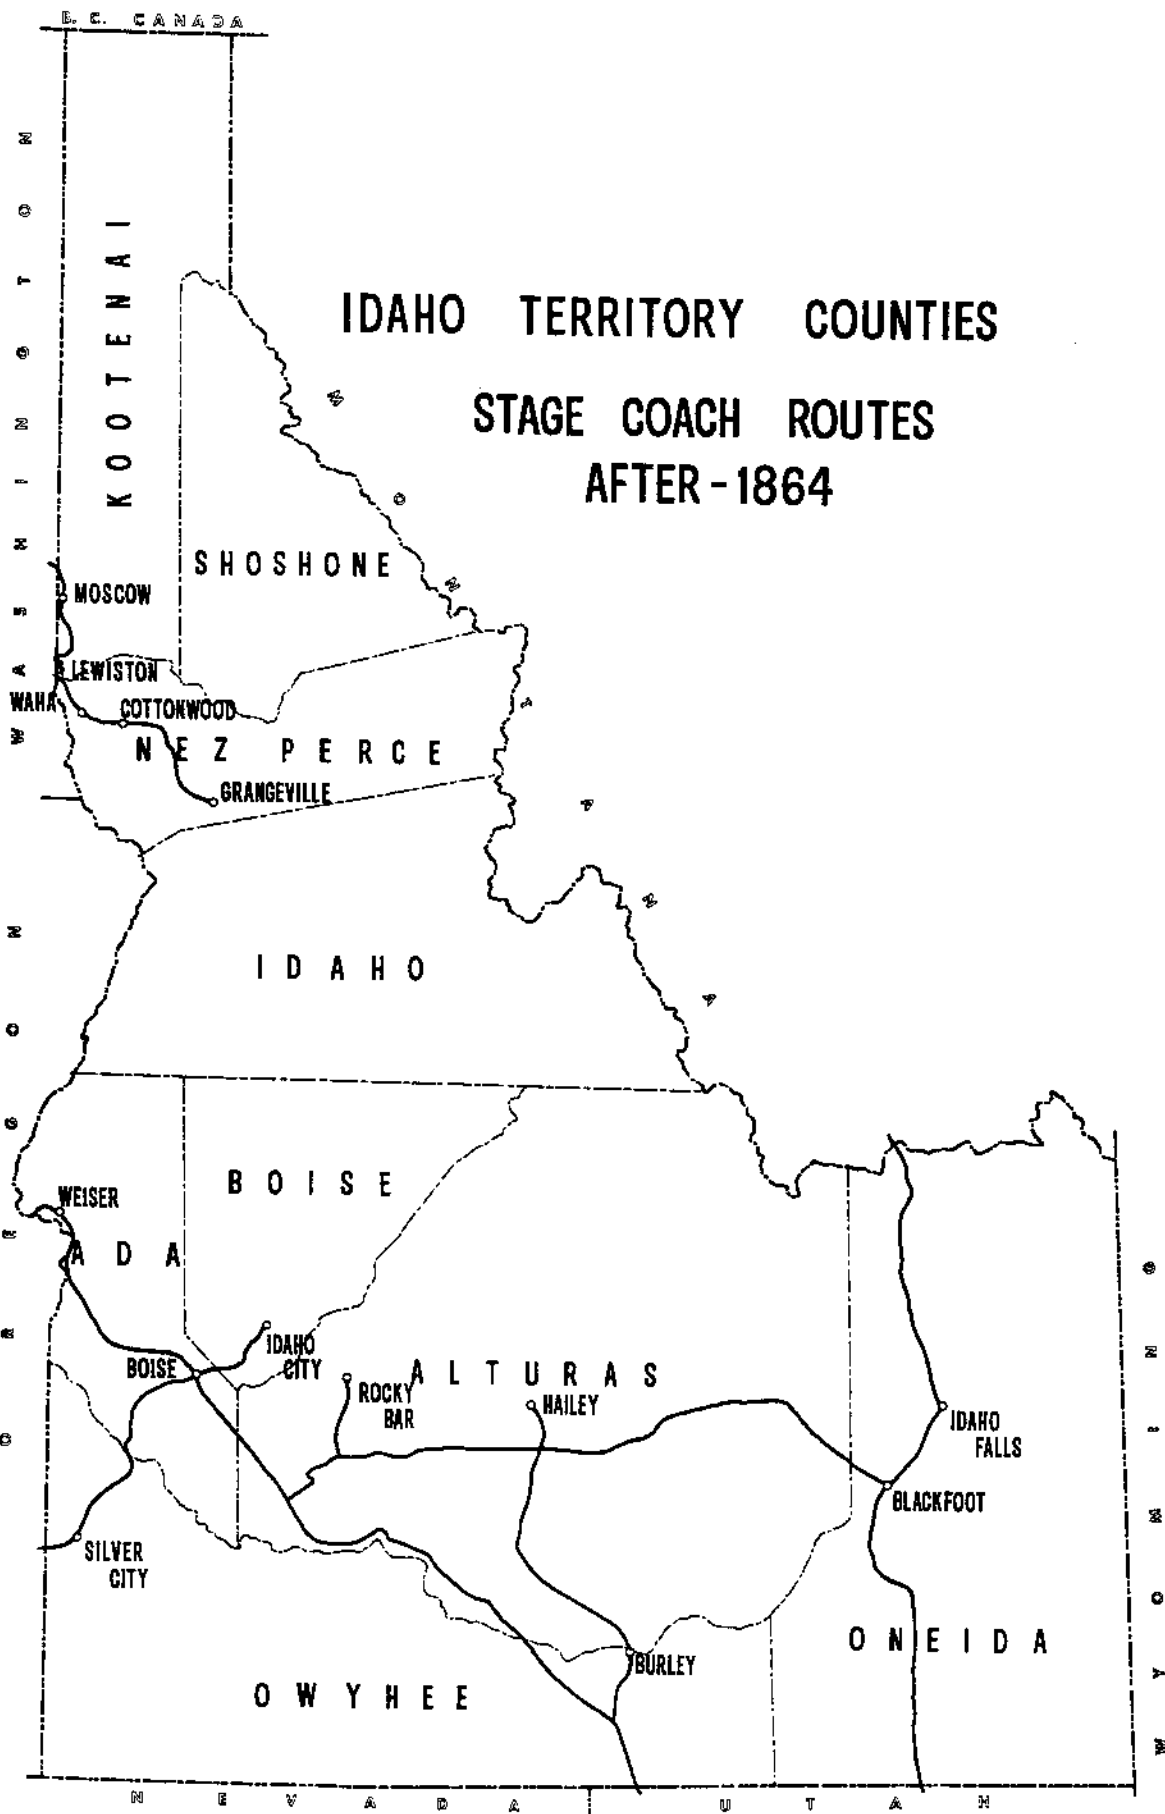 B. C. CANADA
WASHINGTON
KOOTENAI
IDAHO TERRITORY COUNTIES
STAGE COACH ROUTES
AFTER-1864
MONTANA
SHOSHONE
MOSCOW
LEWISTON
WAHA
COTTONWOOD
NEZ PERCE
GRANGEVILLE
IDAHO
OREGON
BOISE
WEISER
ADA
IDAHO
CITY
BOISE
ROCKY
BAR
ALTURAS
HAILEY
IDAHO
FALLS
BLACKFOOT
WYOMING
SILVER
CITY
ONEIDA
BURLEY
OWYHEE
NEVADA
UTAH